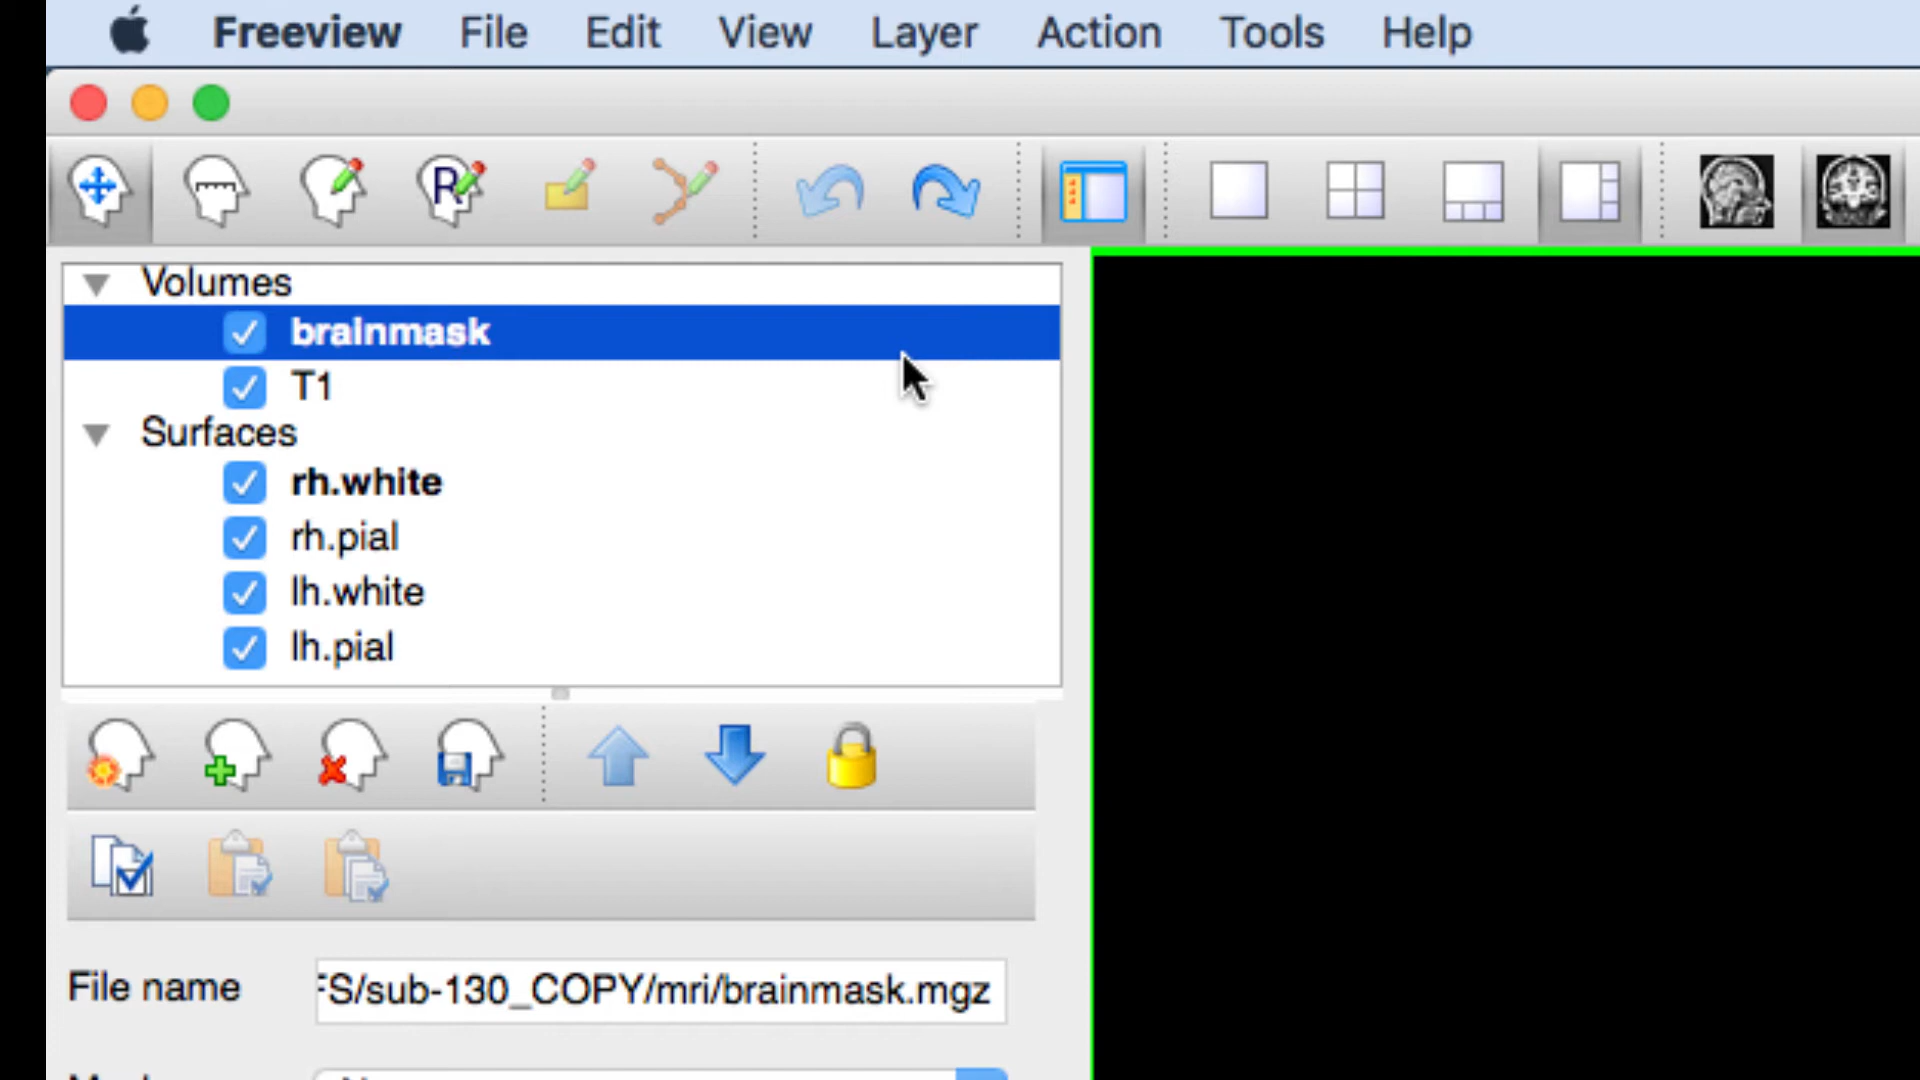 Freeview File Edit View Layer Action Tools Help
R
Volumes
brainmask
T1
Surfaces
rh.white
rh.pial
lh.white
lh.pial
File name FS/sub-130_COPY/mri/brainmask.mgz